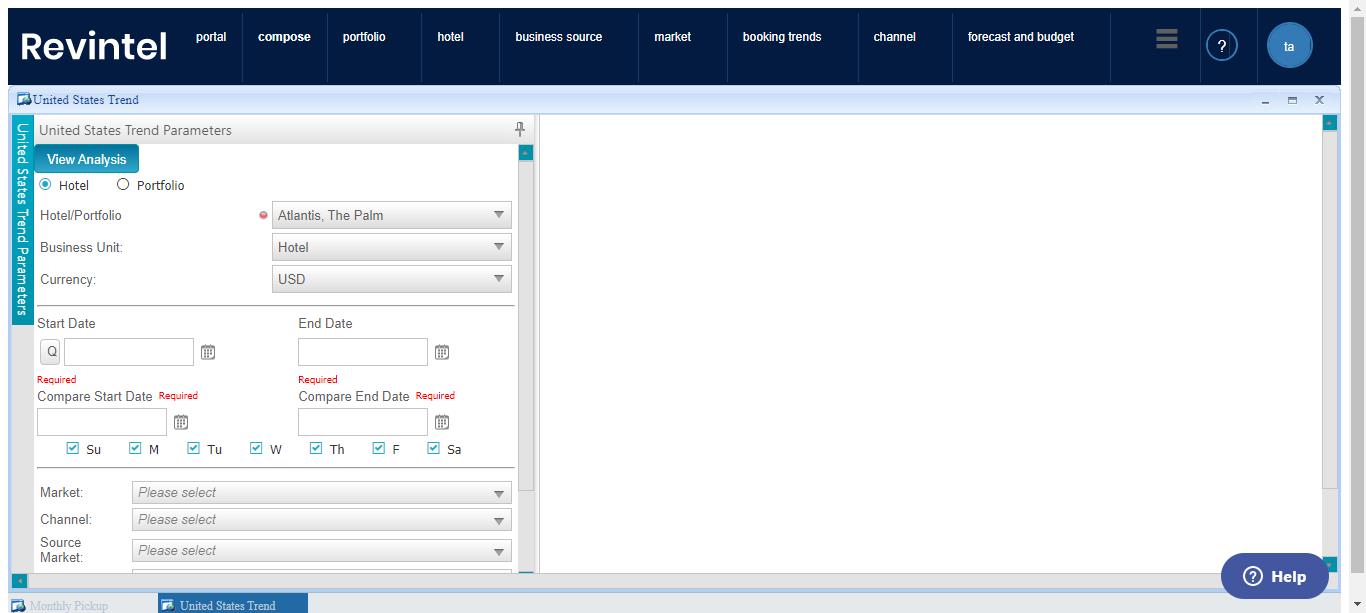 Revintel
portal
compose
portfolio
hotel
business source
market
booking trends
channel
forecast and budget
?
ta
United States Trend
United States Trend Parameters
United States Trend Parameters
View Analysis
Hotel Portfolio
Hotel/Portfolio Atlantis, The Palm
Business Unit: Hotel
Currency: USD
Start Date End Date
Q
Required Required
Compare Start Date Required Compare End Date Required
Su M Tu W Th F Sa
Market: Please select
Channel: Please select
Source
Market: Please select
? Help
Monthly Pickup United States Trend